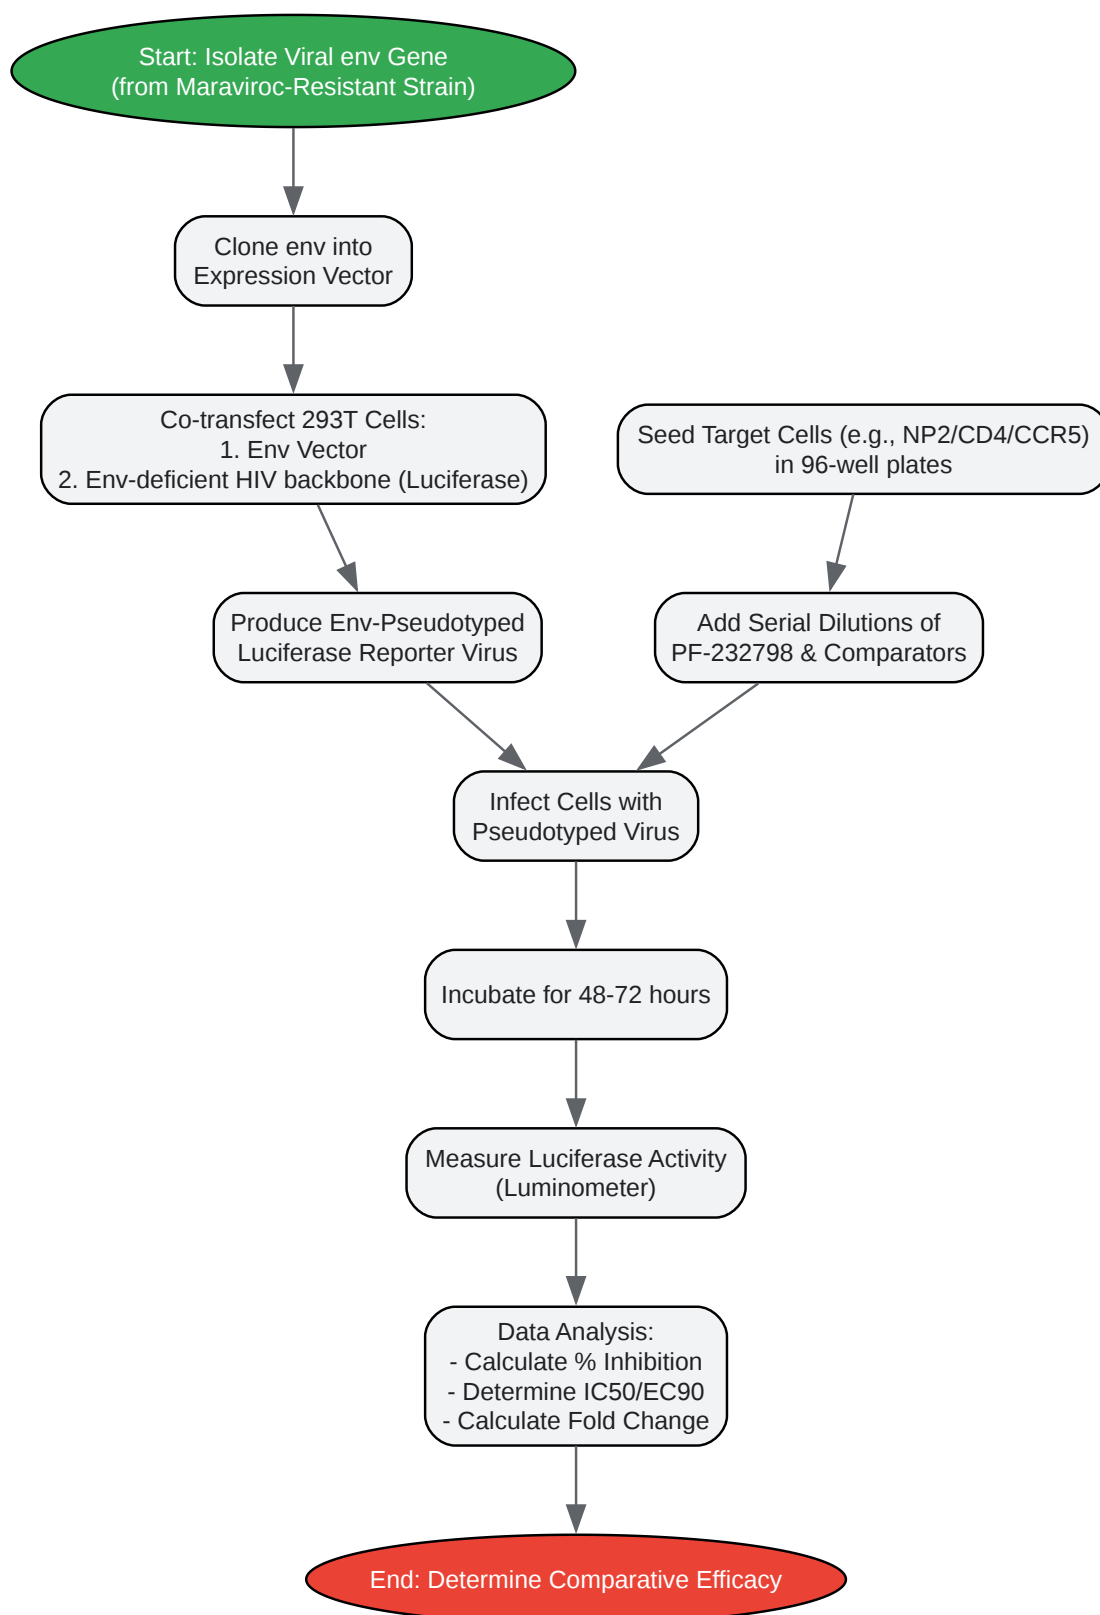 Start: Isolate Viral env Gene
(from Maraviroc-Resistant Strain)
Clone env into
Expression Vector
Co-transfect 293T Cells:
1. Env Vector
2. Env-deficient HIV backbone (Luciferase)
Seed Target Cells (e.g., NP2/CD4/CCR5)
in 96-well plates
Produce Env-Pseudotyped
Luciferase Reporter Virus
Add Serial Dilutions of
PF-232798 & Comparators
Infect Cells with
Pseudotyped Virus
Incubate for 48-72 hours
Measure Luciferase Activity
(Luminometer)
Data Analysis:
- Calculate % Inhibition
- Determine IC50/EC90
- Calculate Fold Change
End: Determine Comparative Efficacy